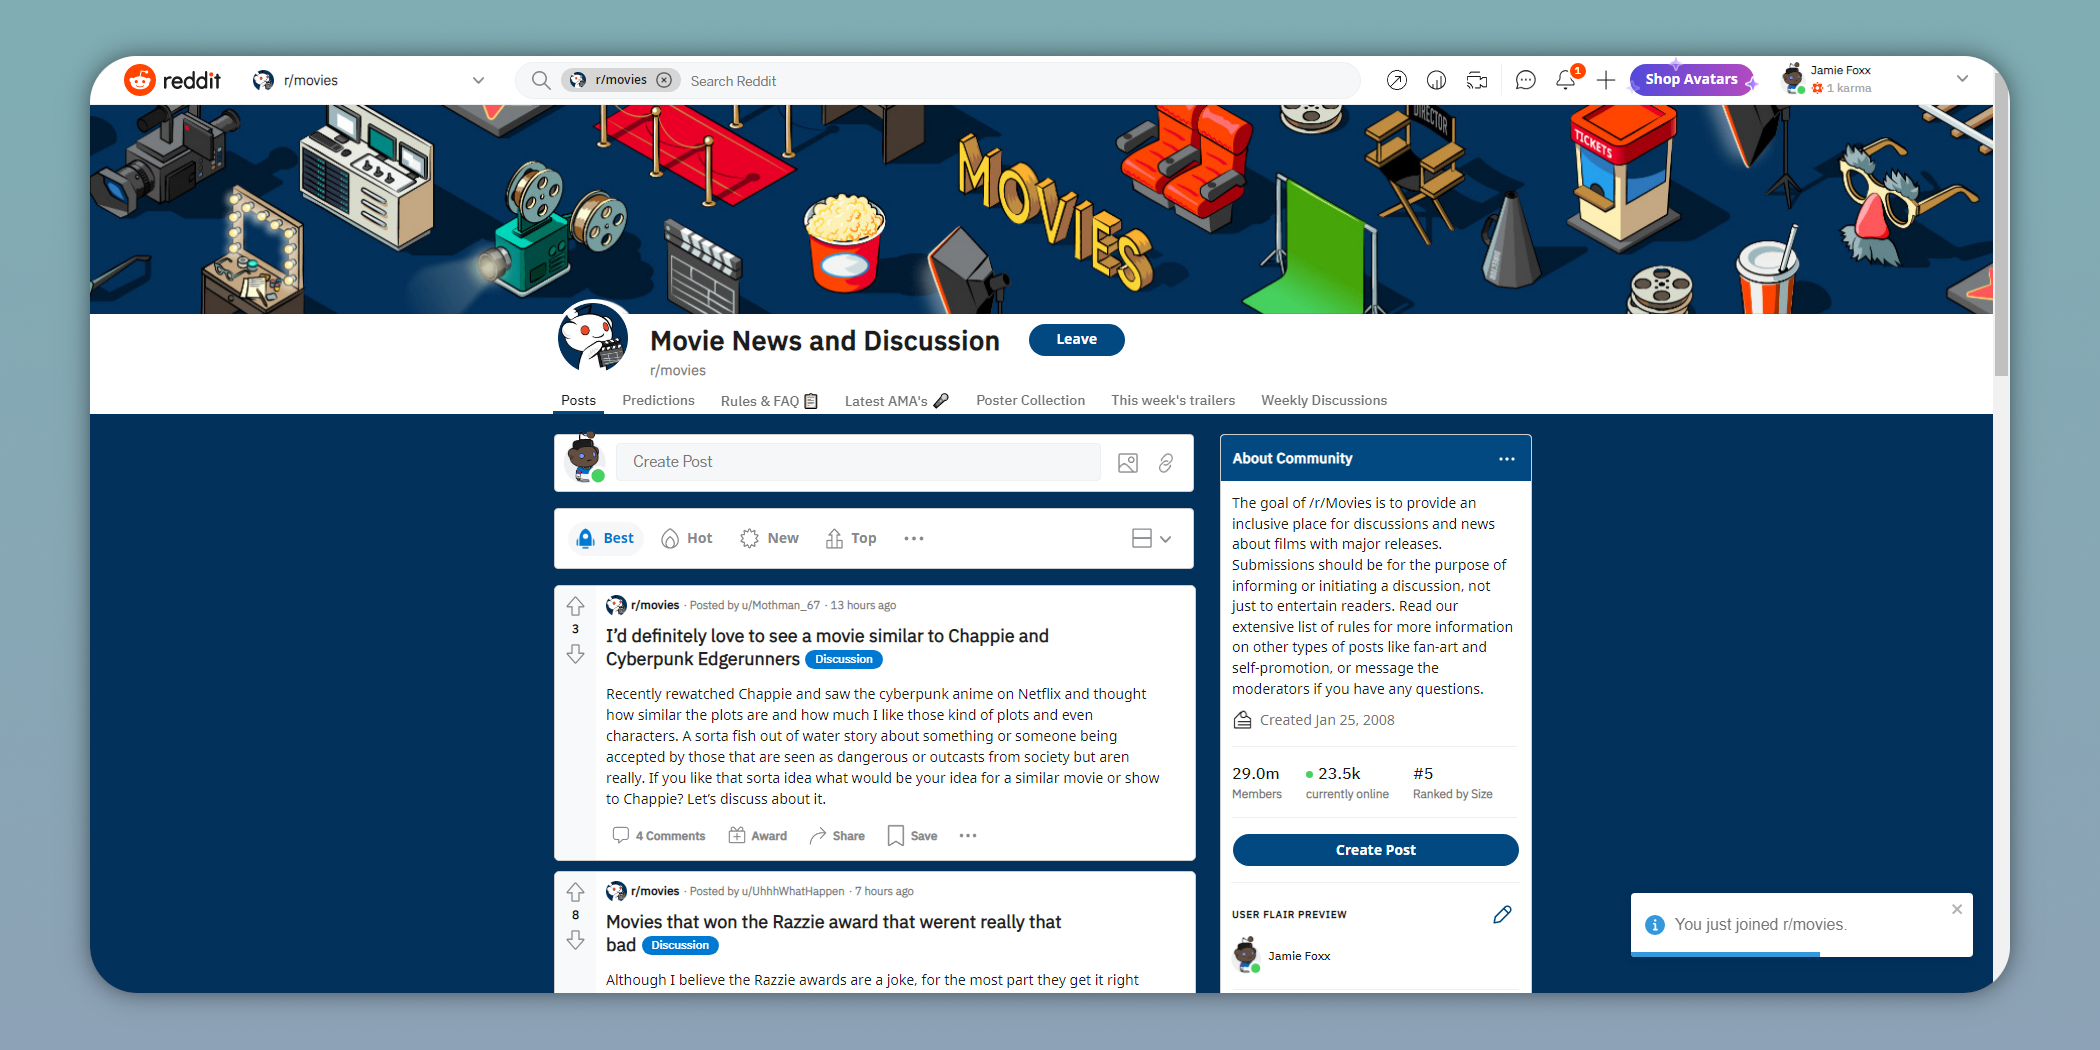 reddit
r/movies
r/movies
Search Reddit
1
Shop Avatars
Jamie Foxx
1 karma
MOVIES
DIRECTOR
TICKETS
Movie News and Discussion
Leave
r/movies
Posts
Predictions
Rules & FAQ
Latest AMA's
Poster Collection
This week's trailers
Weekly Discussions
Create Post
Best
Hot
New
Top
r/movies · Posted by u/Mothman_67 · 13 hours ago
3
I’d definitely love to see a movie similar to Chappie and
Cyberpunk Edgerunners Discussion
Recently rewatched Chappie and saw the cyberpunk anime on Netflix and thought
how similar the plots are and how much I like those kind of plots and even
characters. A sorta fish out of water story about something or someone being
accepted by those that are seen as dangerous or outcasts from society but aren
really. If you like that sorta idea what would be your idea for a similar movie or show
to Chappie? Let’s discuss about it.
4 Comments
Award
Share
Save
r/movies · Posted by u/UhhhWhatHappen · 7 hours ago
8
Movies that won the Razzie award that werent really that
bad Discussion
Although I believe the Razzie awards are a joke, for the most part they get it right
About Community
The goal of /r/Movies is to provide an
inclusive place for discussions and news
about films with major releases.
Submissions should be for the purpose of
informing or initiating a discussion, not
just to entertain readers. Read our
extensive list of rules for more information
on other types of posts like fan-art and
self-promotion, or message the
moderators if you have any questions.
Created Jan 25, 2008
29.0m
23.5k
#5
Members
currently online
Ranked by Size
Create Post
USER FLAIR PREVIEW
Jamie Foxx
You just joined r/movies.